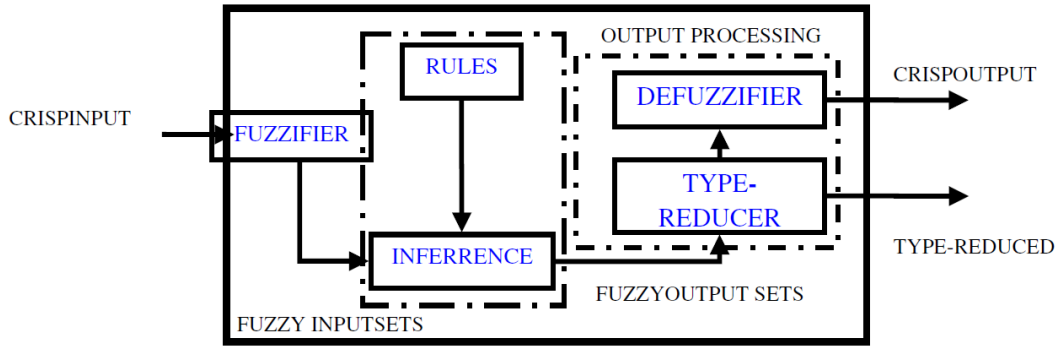 OUTPUT PROCESSING
RULES
DEFUZZIFIER
CRISPOUTPUT
CRISPINPUT
FUZZIFIER
TYPE-
REDUCER
INFERRENCE
TYPE-REDUCED
FUZZYOUTPUT SETS
FUZZY INPUTSETS